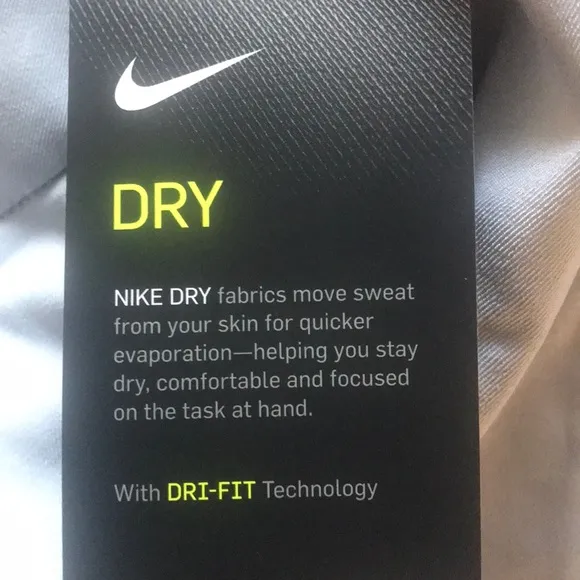 DRY
NIKE DRY fabrics move sweat
from your skin for quicker
evaporation—helping you stay
dry, comfortable and focused
on the task at hand.
With DRI-FIT Technology